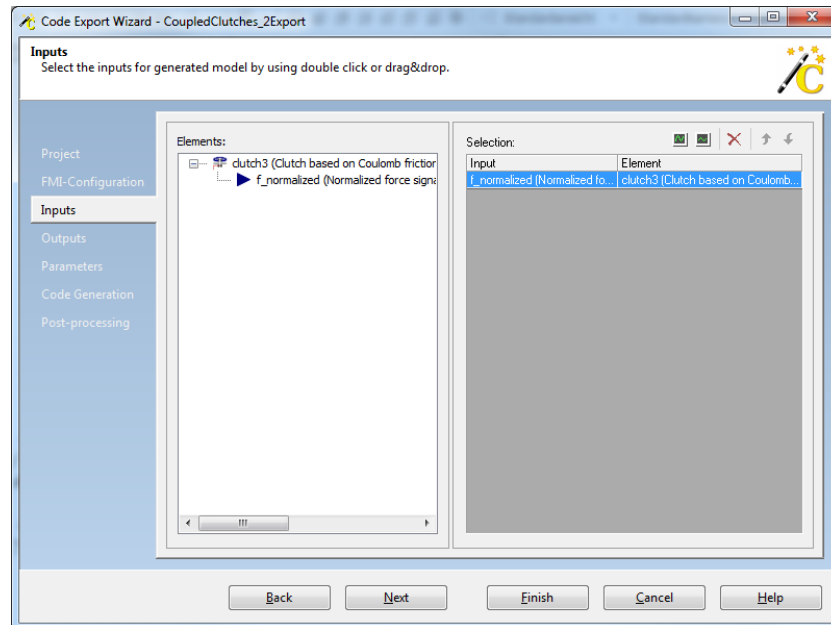 Code Export Wizard - CoupledClutches_2Export
Inputs
Select the inputs for generated model by using double click or drag&drop.
Project
FMI-Configuration
Inputs
Outputs
Parameters
Code Generation
Post-processing
Elements:
clutch3 (Clutch based on Coulomb friction
f_normalized (Normalized force signa
Selection:
Input Element
f_normalized (Normalized fo... clutch3 (Clutch based on Coulomb...
Back Next Finish Cancel Help